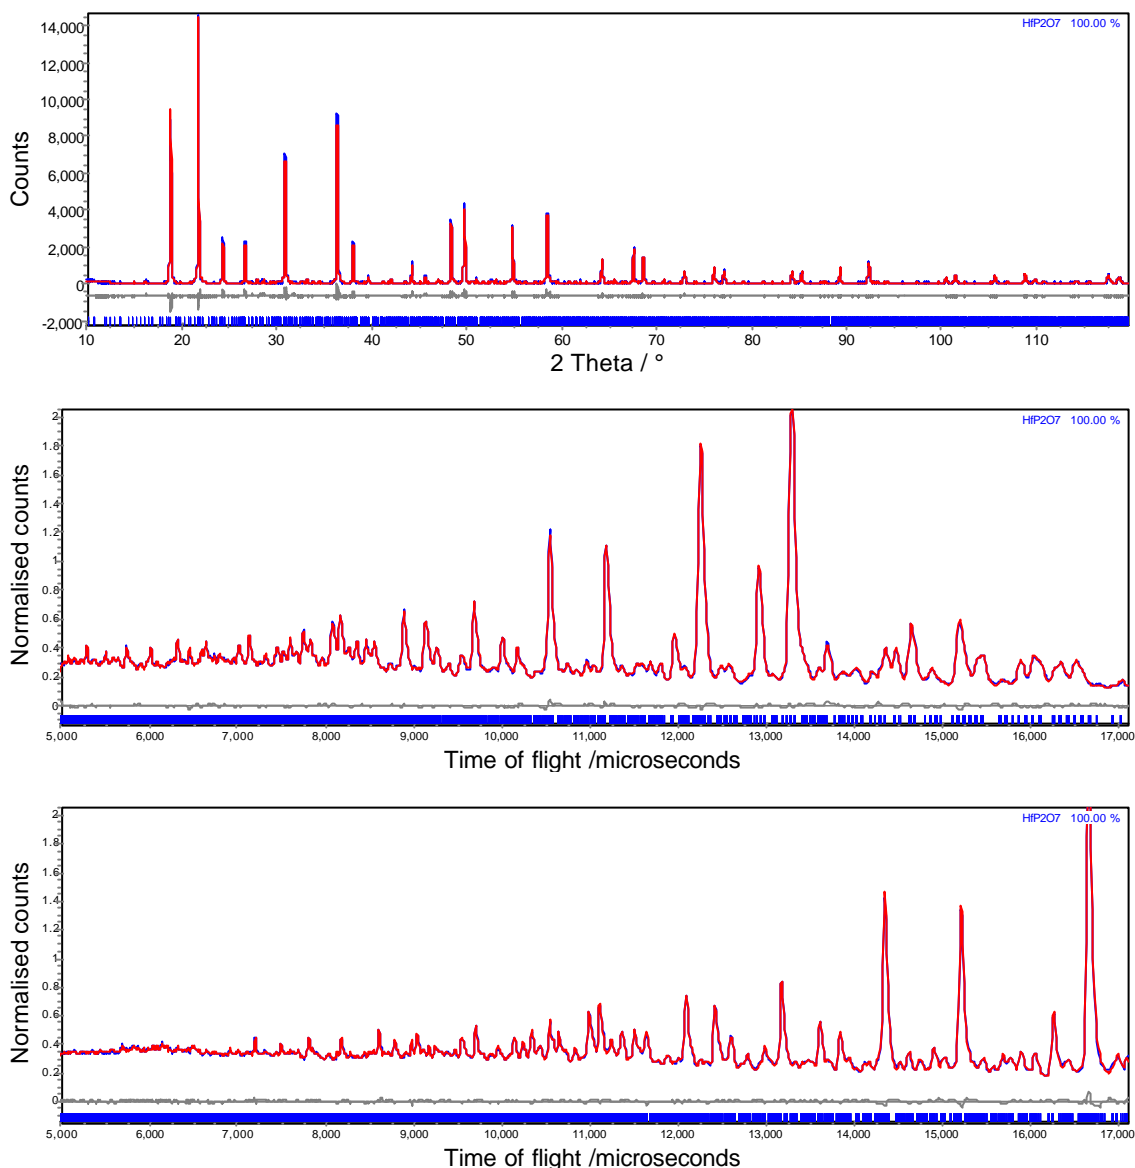 14,000
HfP2O7 100.00 %
12,000
10,000
8,000
6,000
4,000
2,000
0
-2,000
Counts
10 20 30 40 50 60 70 80 90 100 110
2 Theta / °
2
HfP2O7 100.00 %
1.8
1.6
1.4
1.2
1
0.8
0.6
0.4
0.2
0
Normalised counts
5,000 6,000 7,000 8,000 9,000 10,000 11,000 12,000 13,000 14,000 15,000 16,000 17,000
Time of flight /microseconds
2
HfP2O7 100.00 %
1.8
1.6
1.4
1.2
1
0.8
0.6
0.4
0.2
0
Normalised counts
5,000 6,000 7,000 8,000 9,000 10,000 11,000 12,000 13,000 14,000 15,000 16,000 17,000
Time of flight /microseconds